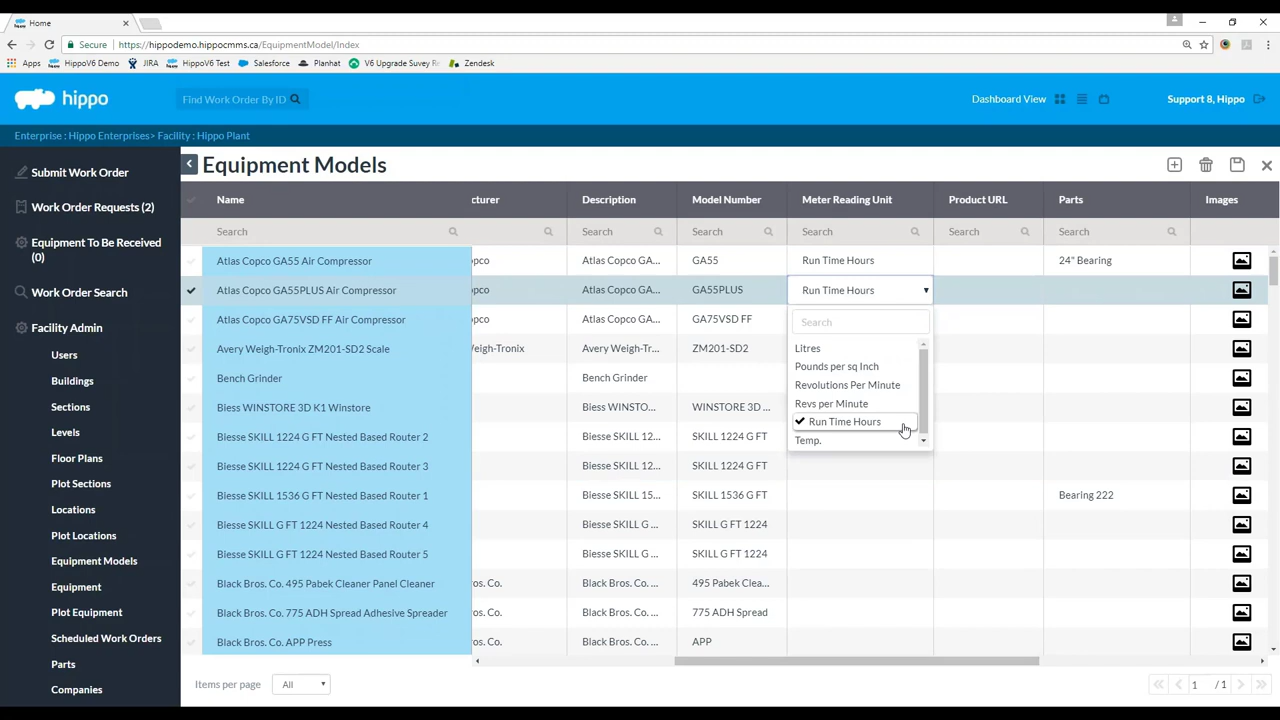 Home
Secure
https://hippodemo.hippocmms.ca/EquipmentModel/Index
Apps HippoV6 Demo JIRA HippoV6 Test Salesforce Planhat V6 Upgrade Suvey Re Zendesk
hippo
Find Work Order By ID
Dashboard View
Support 8, Hippo
Enterprise : Hippo Enterprises> Facility : Hippo Plant
Submit Work Order
Work Order Requests (2)
Equipment To Be Received
(0)
Work Order Search
Facility Admin
Users
Buildings
Sections
Levels
Floor Plans
Plot Sections
Locations
Plot Locations
Equipment Models
Equipment
Plot Equipment
Scheduled Work Orders
Parts
Companies
Equipment Models
Name cturer Description Model Number Meter Reading Unit Product URL Parts Images
Search Search Search Search Search Search
Atlas Copco GA55 Air Compressor opco Atlas Copco GA... GA55 Run Time Hours 24" Bearing
Atlas Copco GA55PLUS Air Compressor opco Atlas Copco GA... GA55PLUS Run Time Hours
Atlas Copco GA75VSD FF Air Compressor opco Atlas Copco GA... GA75VSD FF
Avery Weigh-Tronix ZM201-SD2 Scale Veigh-Tronix Avery Weigh-Tr... ZM201-SD2
Bench Grinder Bench Grinder
Biess WINSTORE 3D K1 Winstore Biess WINSTO... WINSTORE 3D ...
Biesse SKILL 1224 G FT Nested Based Router 2 Biesse SKILL 12... SKILL 1224 G FT
Biesse SKILL 1224 G FT Nested Based Router 3 Biesse SKILL 12... SKILL 1224 G FT
Biesse SKILL 1536 G FT Nested Based Router 1 Biesse SKILL 15... SKILL 1536 G FT Bearing 222
Biesse SKILL G FT 1224 Nested Based Router 4 Biesse SKILL G ... SKILL G FT 1224
Biesse SKILL G FT 1224 Nested Based Router 5 Biesse SKILL G ... SKILL G FT 1224
Black Bros. Co. 495 Pabek Cleaner Panel Cleaner ros. Co. Black Bros. Co. ... 495 Pabek Clea...
Black Bros. Co. 775 ADH Spread Adhesive Spreader ros. Co. Black Bros. Co. ... 775 ADH Spread
Black Bros. Co. APP Press ros. Co. Black Bros. Co. ... APP
Search
Litres
Pounds per sq Inch
Revolutions Per Minute
Revs per Minute
Run Time Hours
Temp.
Items per page All
1 / 1